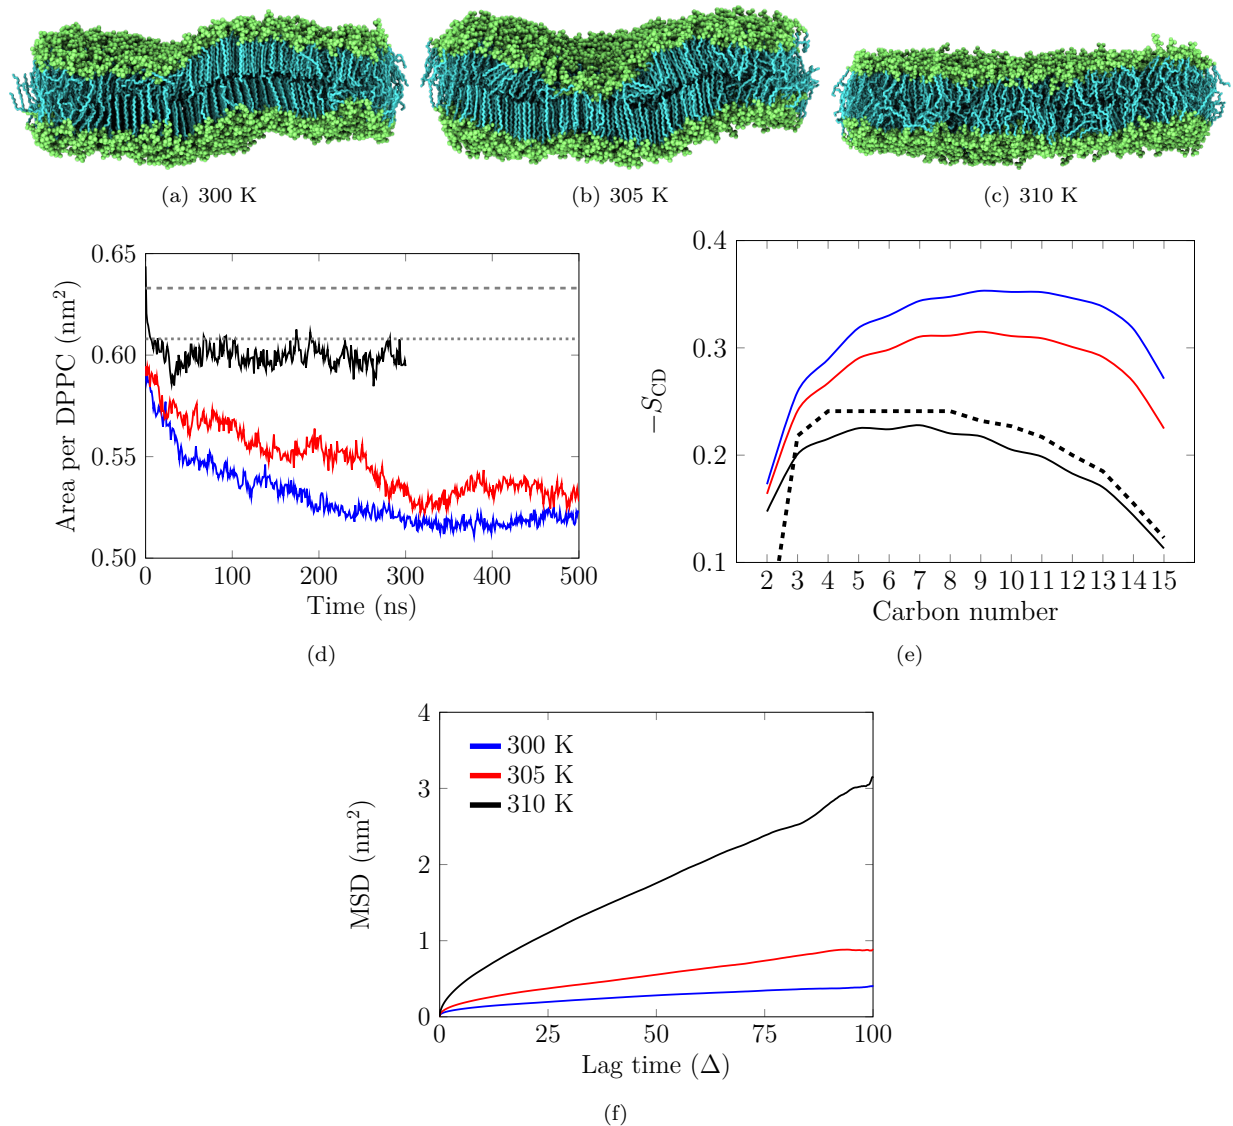 (a) 300 K
(b) 305 K
(c) 310 K
0.65
0.60
0.55
0.50
Area per DPPC (nm²)
0 100 200 300 400 500
Time (ns)
(d)
0.4
0.3
0.2
0.1
−S_CD
2 3 4 5 6 7 8 9 10 11 12 13 14 15
Carbon number
(e)
4
3
2
1
0
MSD (nm²)
300 K
305 K
310 K
0 25 50 75 100
Lag time (Δ)
(f)